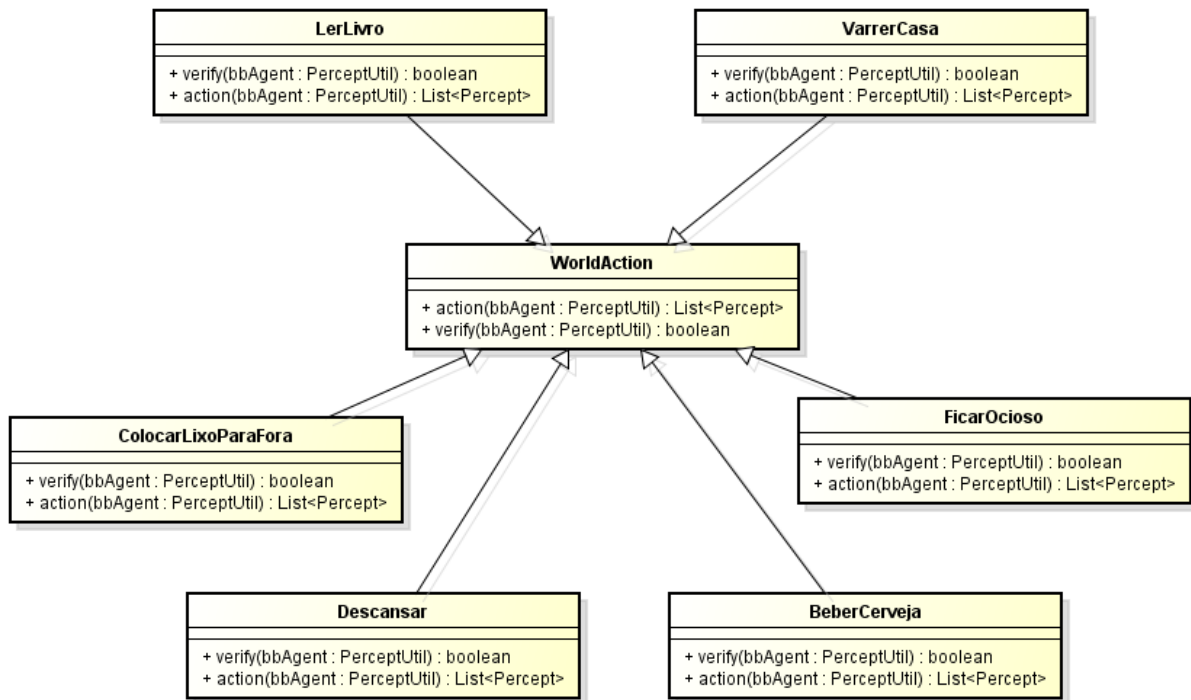 LerLivro
+ verify(bbAgent : PerceptUtil) : boolean
+ action(bbAgent : PerceptUtil) : List<Percept>
VarrerCasa
+ verify(bbAgent : PerceptUtil) : boolean
+ action(bbAgent : PerceptUtil) : List<Percept>
WorldAction
+ action(bbAgent : PerceptUtil) : List<Percept>
+ verify(bbAgent : PerceptUtil) : boolean
ColocarLixoParaFora
+ verify(bbAgent : PerceptUtil) : boolean
+ action(bbAgent : PerceptUtil) : List<Percept>
FicarOcioso
+ verify(bbAgent : PerceptUtil) : boolean
+ action(bbAgent : PerceptUtil) : List<Percept>
Descansar
+ verify(bbAgent : PerceptUtil) : boolean
+ action(bbAgent : PerceptUtil) : List<Percept>
BeberCerveja
+ verify(bbAgent : PerceptUtil) : boolean
+ action(bbAgent : PerceptUtil) : List<Percept>